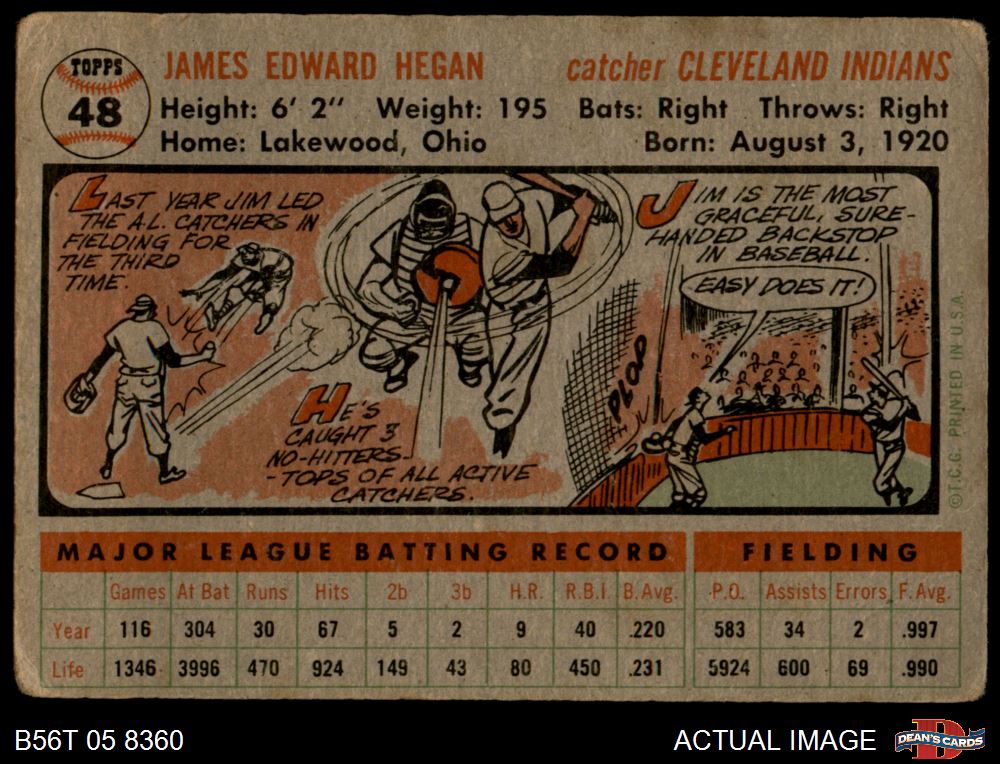 TOPPS
48
JAMES EDWARD HEGAN catcher CLEVELAND INDIANS
Height: 6' 2" Weight: 195 Bats: Right Throws: Right
Home: Lakewood, Ohio Born: August 3, 1920
LAST YEAR JIM LED
THE A.L. CATCHERS IN
FIELDING FOR
THE THIRD
TIME.
HE'S
CAUGHT 3
NO-HITTERS-
-TOPS OF ALL ACTIVE
CATCHERS.
JIM IS THE MOST
GRACEFUL, SURE-
HANDED BACKSTOP
IN BASEBALL.
EASY DOES IT!
PLOP
©T.C.G. PRINTED IN U.S.A.
MAJOR LEAGUE BATTING RECORD FIELDING
Games At Bat Runs Hits 2b 3b H.R. R.B.I. B.Avg. P.O. Assists Errors F.Avg.
Year 116 304 30 67 5 2 9 40 .220 583 34 2 .997
Life 1346 3996 470 924 149 43 80 450 .231 5924 600 69 .990
B56T 05 8360 ACTUAL IMAGE DEAN'S CARDS